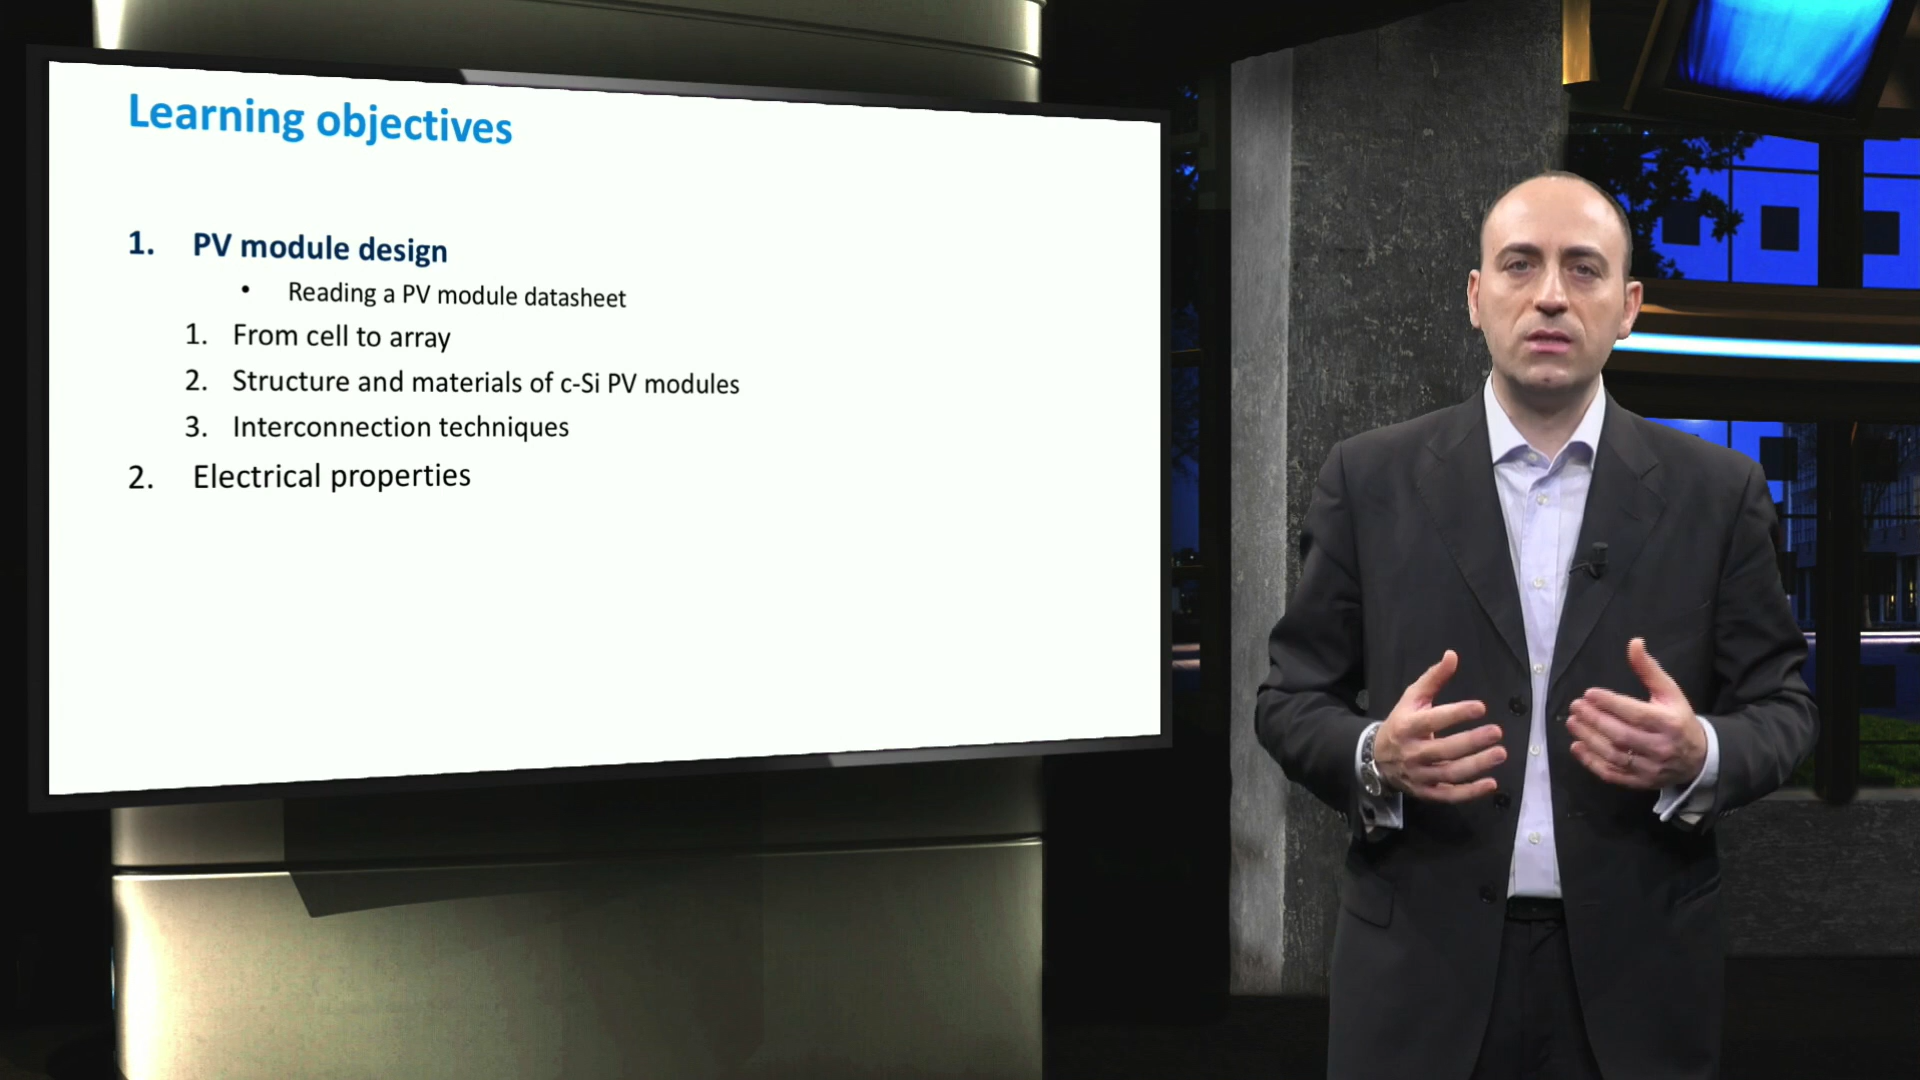 Learning objectives
1. PV module design
• Reading a PV module datasheet
1. From cell to array
2. Structure and materials of c-Si PV modules
3. Interconnection techniques
2. Electrical properties